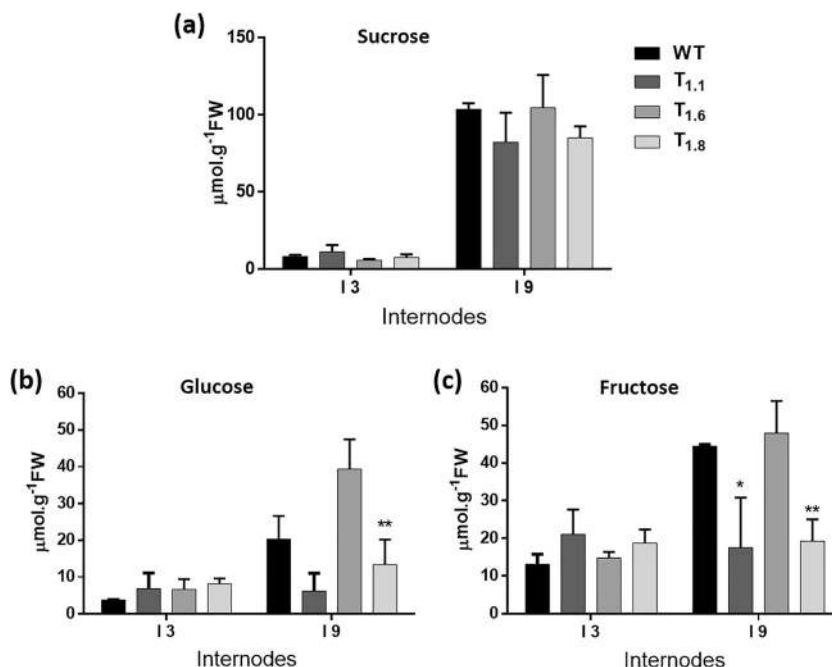 (a)
Sucrose
150
100
50
0
μmol.g⁻¹FW
I 3
I 9
Internodes
WT
T₁.₁
T₁.₆
T₁.₈
(b)
Glucose
60
50
40
30
20
10
0
μmol.g⁻¹FW
**
I 3
I 9
Internodes
(c)
Fructose
60
50
40
30
20
10
0
μmol.g⁻¹FW
*
**
I 3
I 9
Internodes